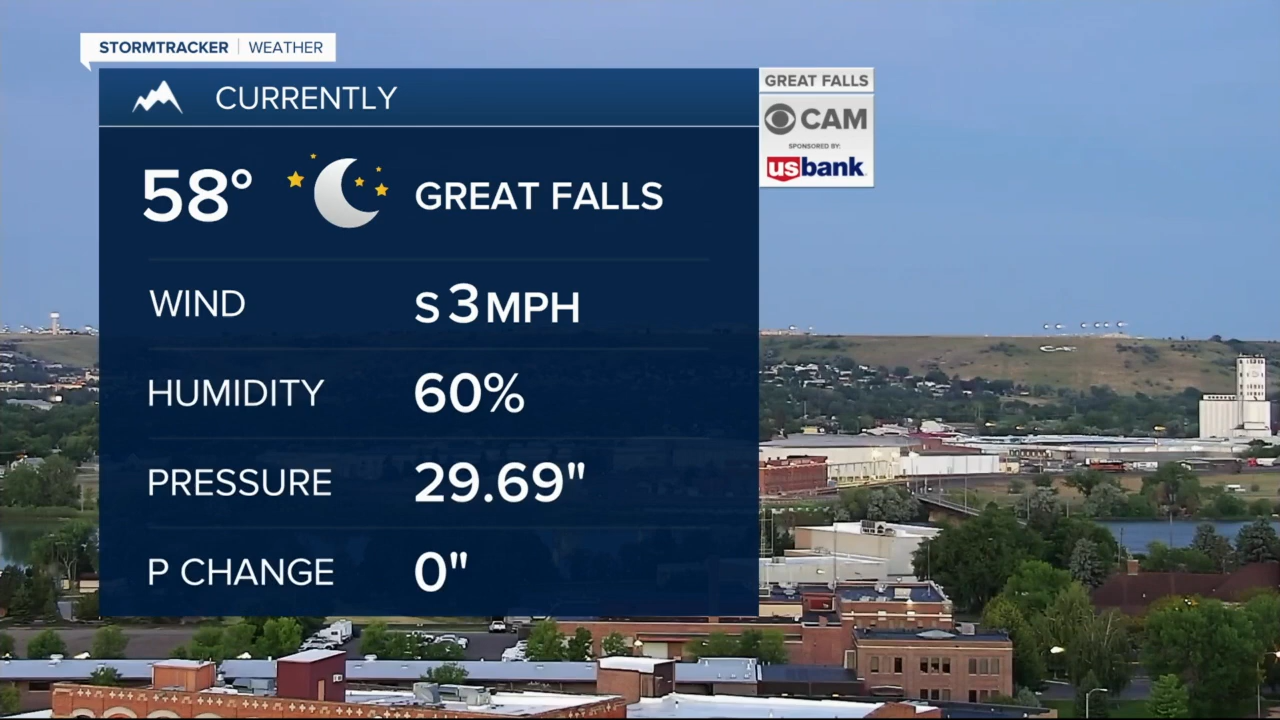 STORMTRACKER | WEATHER
CURRENTLY
GREAT FALLS
CAM
SPONSORED BY:
usbank
58° GREAT FALLS
WIND S 3 MPH
HUMIDITY 60%
PRESSURE 29.69"
P CHANGE 0"